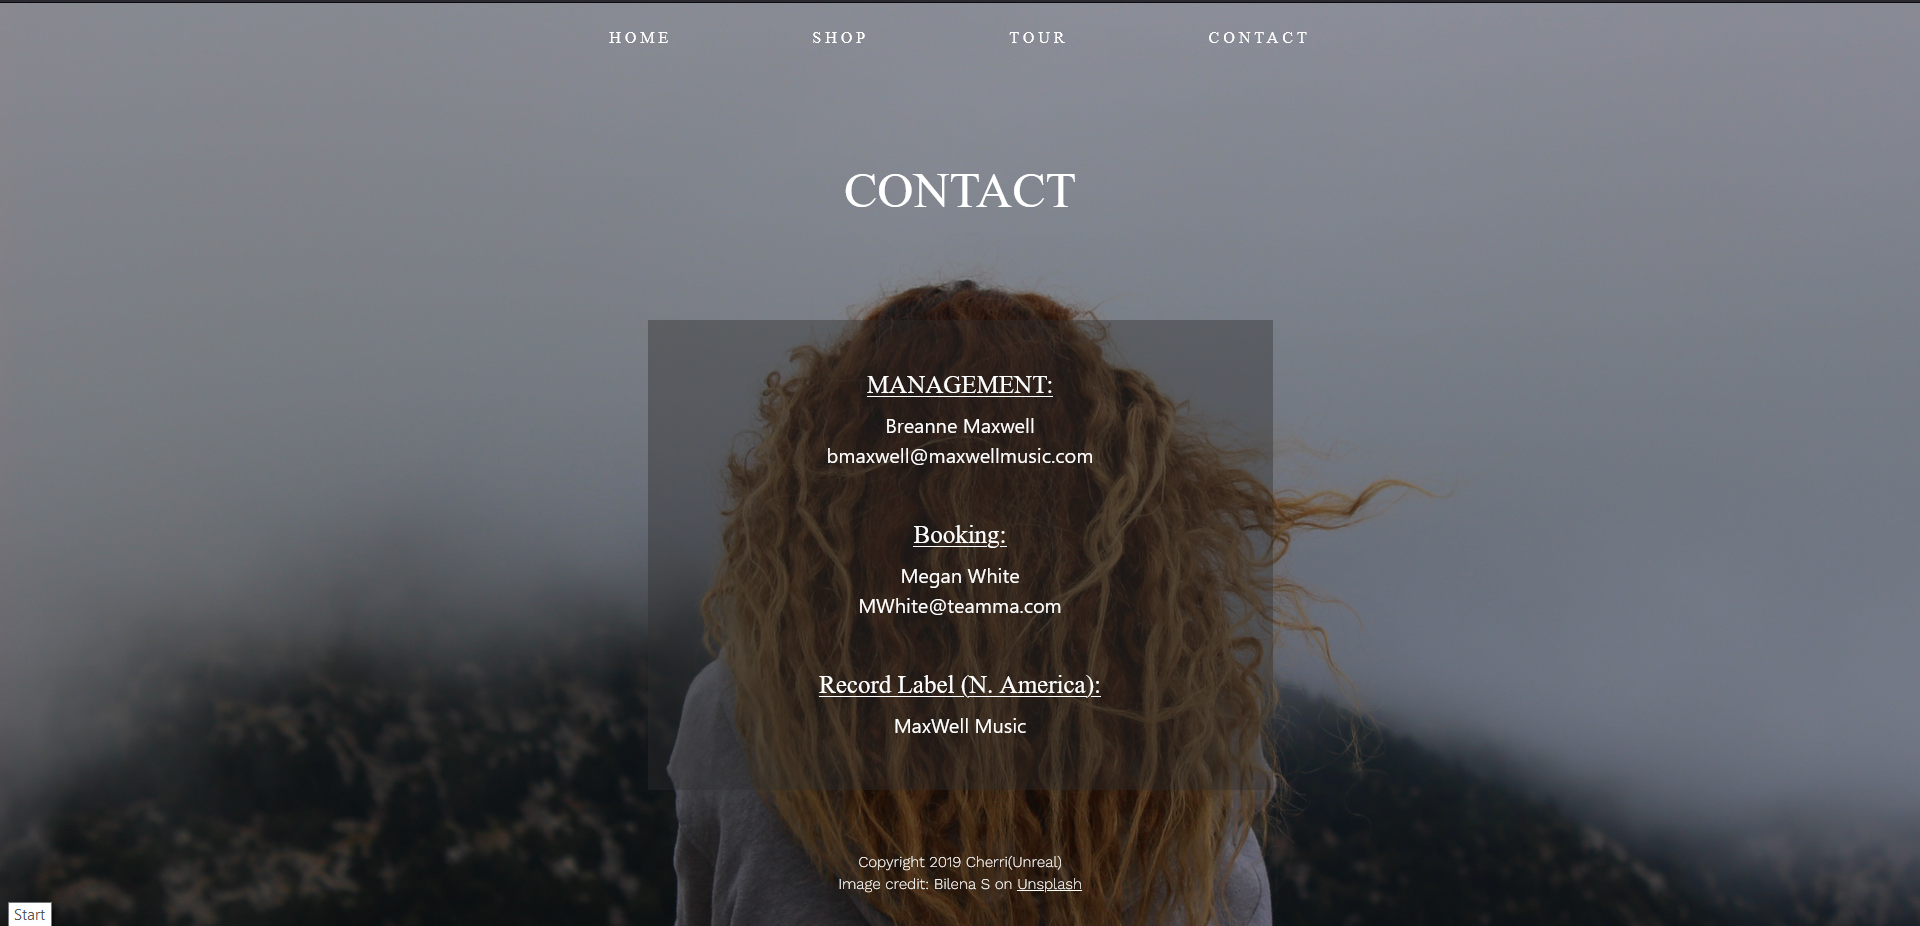 HOME SHOP TOUR CONTACT
CONTACT
MANAGEMENT:
Breanne Maxwell
bmaxwell@maxwellmusic.com
Booking:
Megan White
MWhite@teamma.com
Record Label (N. America):
MaxWell Music
Copyright 2019 Cherri(Unreal)
Image credit: Bilena S on Unsplash
Start